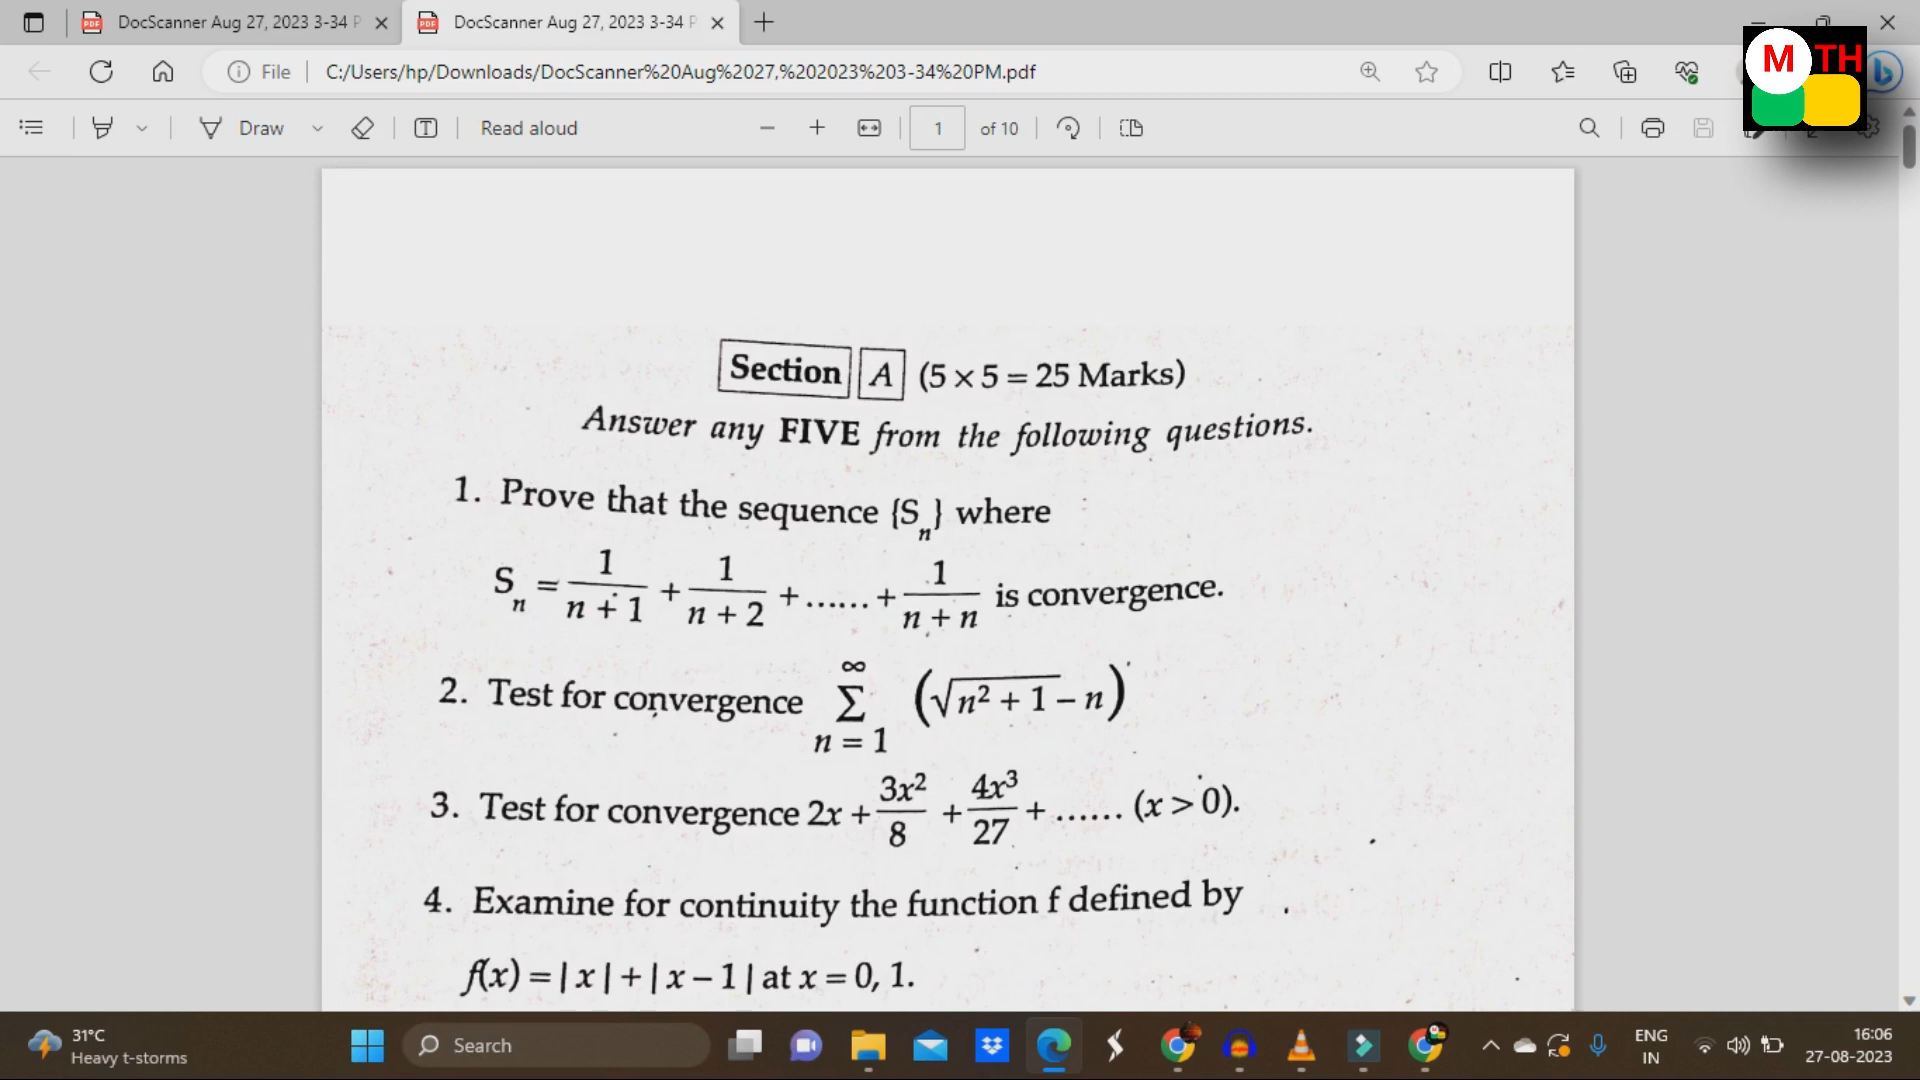 DocScanner Aug 27, 2023 3-34 P
DocScanner Aug 27, 2023 3-34 P
File
C:/Users/hp/Downloads/DocScanner%20Aug%2027,%202023%203-34%20PM.pdf
M TH
Draw
Read aloud
1 of 10
Section A (5 × 5 = 25 Marks)
Answer any FIVE from the following questions.
1. Prove that the sequence {Sₙ} where
Sₙ = 1/(n + 1) + 1/(n + 2) + ...... + 1/(n + n) is convergence.
2. Test for convergence ∑ n = 1 ∞ (√(n² + 1) – n)
3. Test for convergence 2x + 3x²/8 + 4x³/27 + ...... (x > 0).
4. Examine for continuity the function f defined by
f(x) = | x | + | x – 1 | at x = 0, 1.
31°C
Heavy t-storms
Search
ENG
IN
16:06
27-08-2023